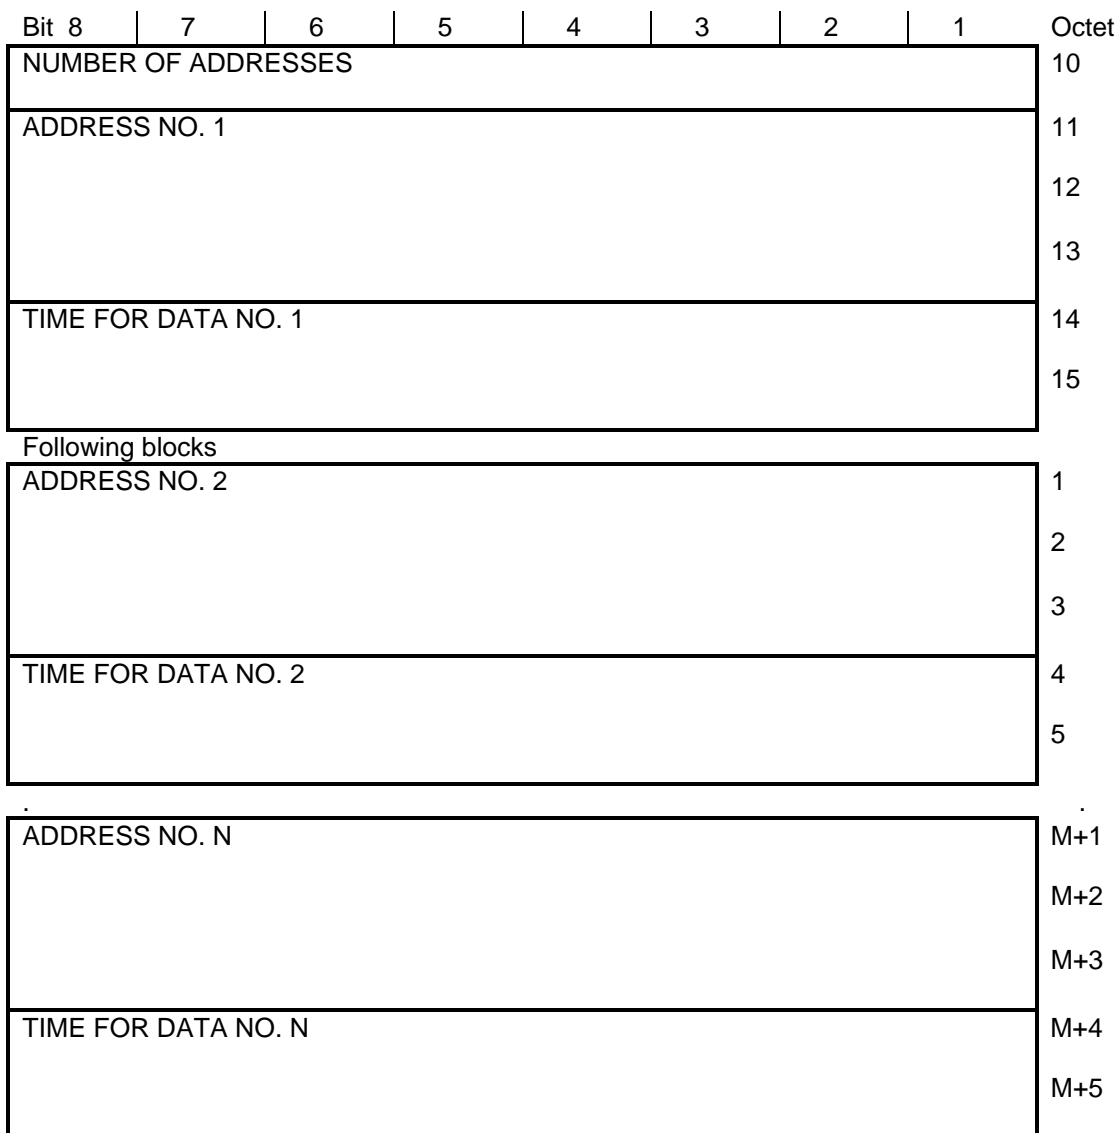 Bit 8 7 6 5 4 3 2 1 Octet
NUMBER OF ADDRESSES 10
ADDRESS NO. 1 11
12
13
TIME FOR DATA NO. 1 14
15
Following blocks
ADDRESS NO. 2 1
2
3
TIME FOR DATA NO. 2 4
5
. .
ADDRESS NO. N M+1
M+2
M+3
TIME FOR DATA NO. N M+4
M+5